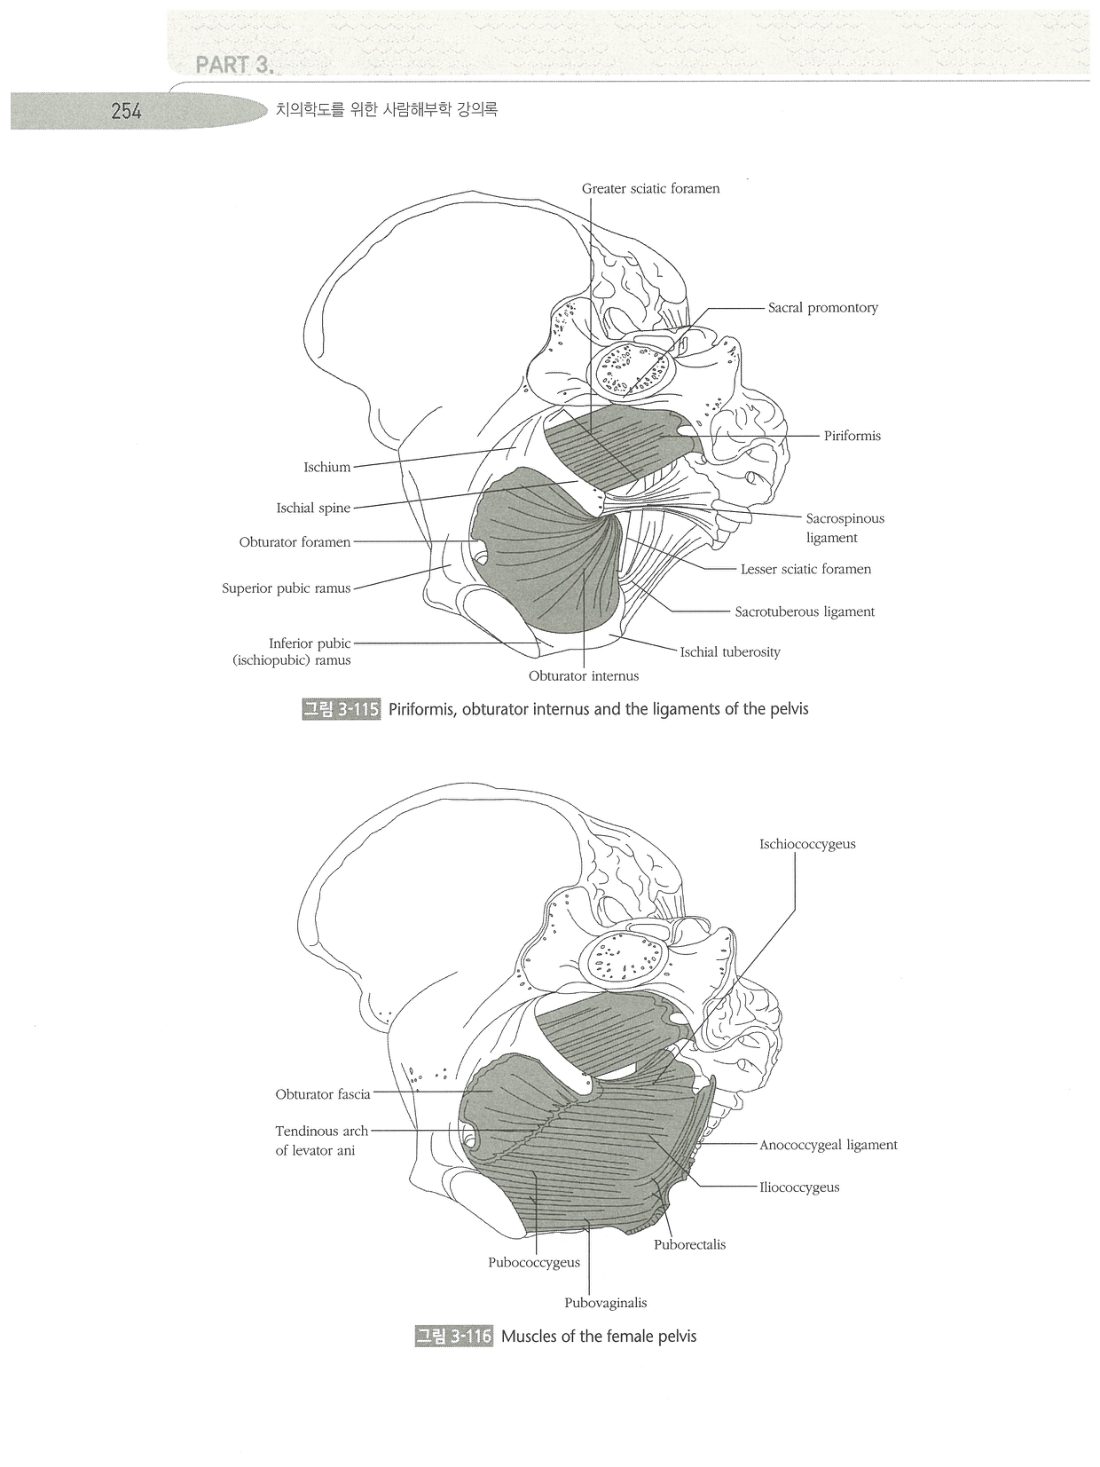 PART 3.
254
치의학도를 위한 사람해부학 강의록
Greater sciatic foramen
Sacral promontory
Piriformis
Ischium
Ischial spine
Sacrospinous
ligament
Obturator foramen
Lesser sciatic foramen
Superior pubic ramus
Sacrotuberous ligament
Inferior pubic
(ischiopubic) ramus
Ischial tuberosity
Obturator internus
그림 3-115 Piriformis, obturator internus and the ligaments of the pelvis
Ischiococcygeus
Obturator fascia
Tendinous arch
of levator ani
Anococcygeal ligament
Iliococcygeus
Puborectalis
Pubococcygeus
Pubovaginalis
그림 3-116 Muscles of the female pelvis